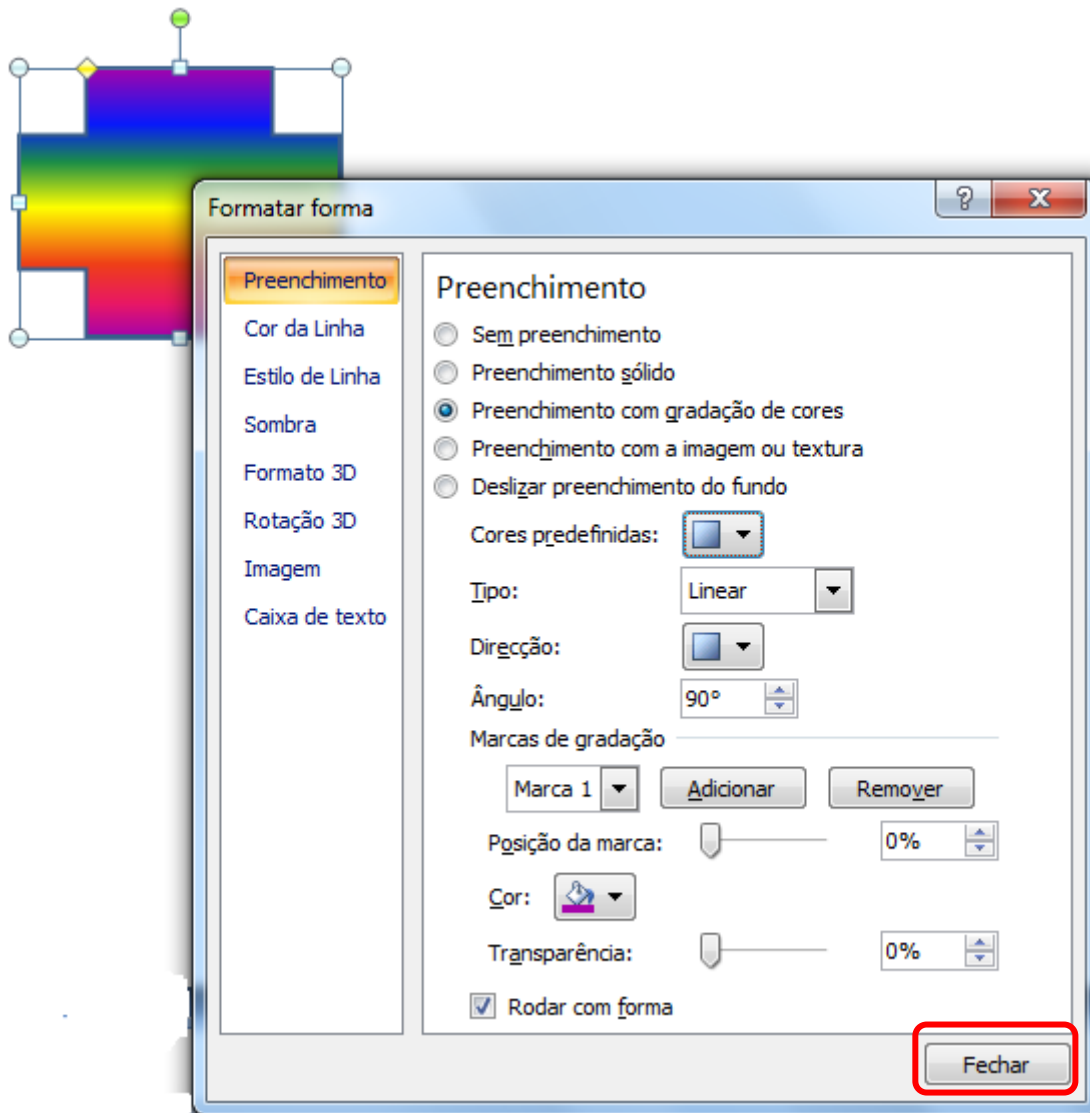 Formatar forma
Preenchimento
Cor da Linha
Estilo de Linha
Sombra
Formato 3D
Rotação 3D
Imagem
Caixa de texto
Preenchimento
Sem preenchimento
Preenchimento sólido
Preenchimento com gradação de cores
Preenchimento com a imagem ou textura
Deslizar preenchimento do fundo
Cores predefinidas:
Tipo: Linear
Direcção:
Ângulo: 90°
Marcas de gradação
Marca 1 Adicionar Remover
Posição da marca: 0%
Cor:
Transparência: 0%
Rodar com forma
Fechar